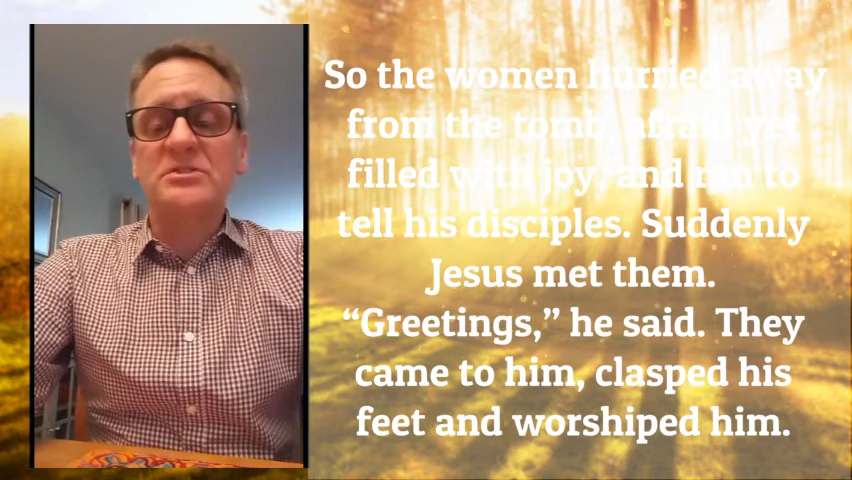 So the women hurried away
from the tomb, afraid yet
filled with joy, and ran to
tell his disciples. Suddenly
Jesus met them.
“Greetings,” he said. They
came to him, clasped his
feet and worshiped him.